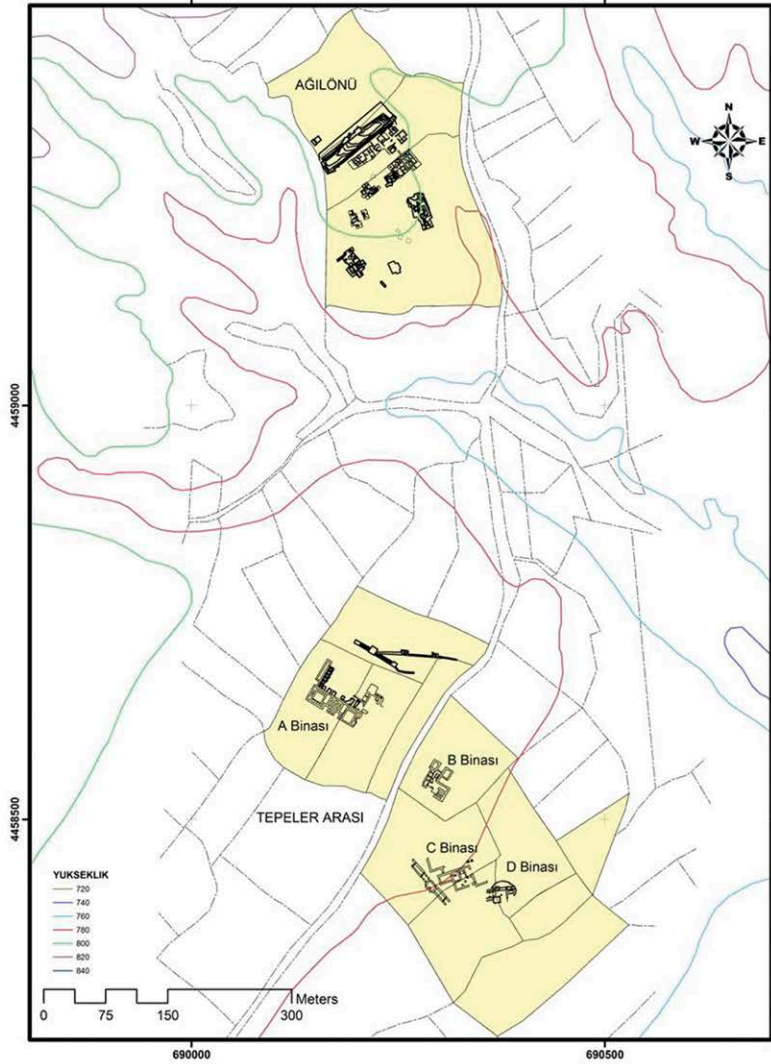 AĞILÖNÜ
N
W E
S
4459000
A Binası
B Binası
TEPELER ARASI
4458500
C Binası
D Binası
YUKSEKLIK
720
740
760
780
800
820
840
Meters
0 75 150 300
690000 690500